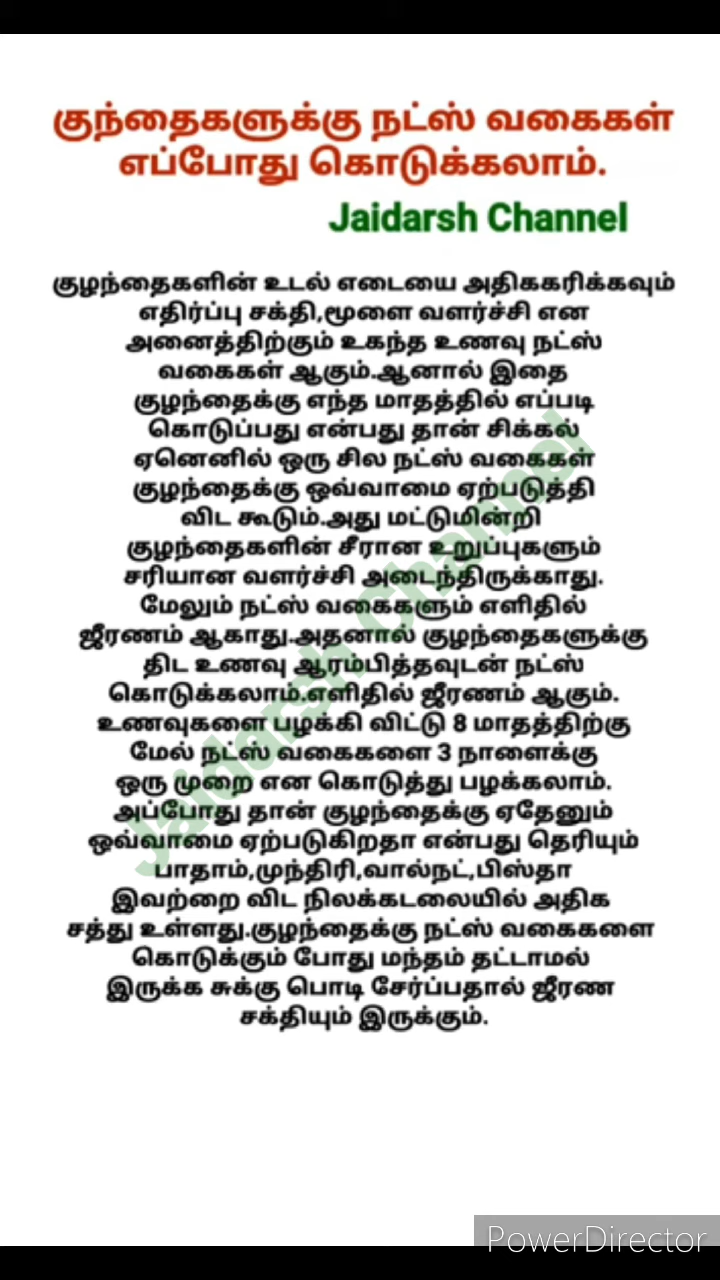 குந்தைகளுக்கு நட்ஸ் வகைகள்
எப்போது கொடுக்கலாம்.
Jaidarsh Channel
குழந்தைகளின் உடல் எடையை அதிககரிக்கவும்
எதிர்ப்பு சக்தி,மூளை வளர்ச்சி என
அனைத்திற்கும் உகந்த உணவு நட்ஸ்
வகைகள் ஆகும்.ஆனால் இதை
குழந்தைக்கு எந்த மாதத்தில் எப்படி
கொடுப்பது என்பது தான் சிக்கல்
ஏனெனில் ஒரு சில நட்ஸ் வகைகள்
குழந்தைக்கு ஒவ்வாமை ஏற்படுத்தி
விட கூடும்.அது மட்டுமின்றி
குழந்தைகளின் சீரான உறுப்புகளும்
சரியான வளர்ச்சி அடைந்திருக்காது.
மேலும் நட்ஸ் வகைகளும் எளிதில்
ஜீரணம் ஆகாது.அதனால் குழந்தைகளுக்கு
திட உணவு ஆரம்பித்தவுடன் நட்ஸ்
கொடுக்கலாம்.எளிதில் ஜீரணம் ஆகும்.
உணவுகளை பழக்கி விட்டு 8 மாதத்திற்கு
மேல் நட்ஸ் வகைகளை 3 நாளைக்கு
ஒரு முறை என கொடுத்து பழக்கலாம்.
அப்போது தான் குழந்தைக்கு ஏதேனும்
ஒவ்வாமை ஏற்படுகிறதா என்பது தெரியும்
பாதாம்,முந்திரி,வால்நட்,பிஸ்தா
இவற்றை விட நிலக்கடலையில் அதிக
சத்து உள்ளது.குழந்தைக்கு நட்ஸ் வகைகளை
கொடுக்கும் போது மந்தம் தட்டாமல்
இருக்க சுக்கு பொடி சேர்ப்பதால் ஜீரண
சக்தியும் இருக்கும்.
Jaidarsh Channel
PowerDirector